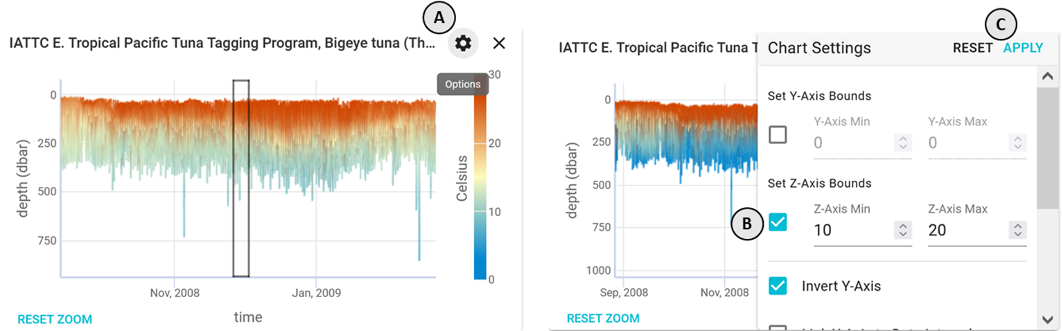 A
IATTC E. Tropical Pacific Tuna Tagging Program, Bigeye tuna (Th...
Options
0
250
500
750
depth (dbar)
Nov, 2008
Jan, 2009
time
RESET ZOOM
30
20
10
0
Celsius
IATTC E. Tropical Pacific Tuna T
0
250
500
750
1000
depth (dbar)
Sep, 2008
Nov, 2008
RESET ZOOM
C
Chart Settings
RESET APPLY
Set Y-Axis Bounds
Y-Axis Min Y-Axis Max
0 0
Set Z-Axis Bounds
B
Z-Axis Min Z-Axis Max
10 20
Invert Y-Axis